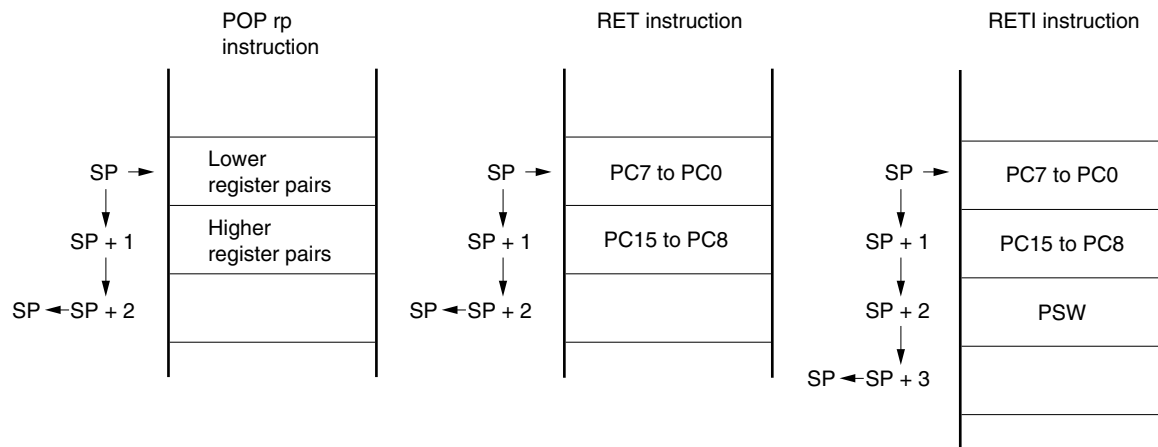 POP rp
instruction
SP
Lower
register pairs
SP + 1
Higher
register pairs
SP
SP + 2
RET instruction
SP
PC7 to PC0
SP + 1
PC15 to PC8
SP
SP + 2
RETI instruction
SP
PC7 to PC0
SP + 1
PC15 to PC8
SP + 2
PSW
SP
SP + 3